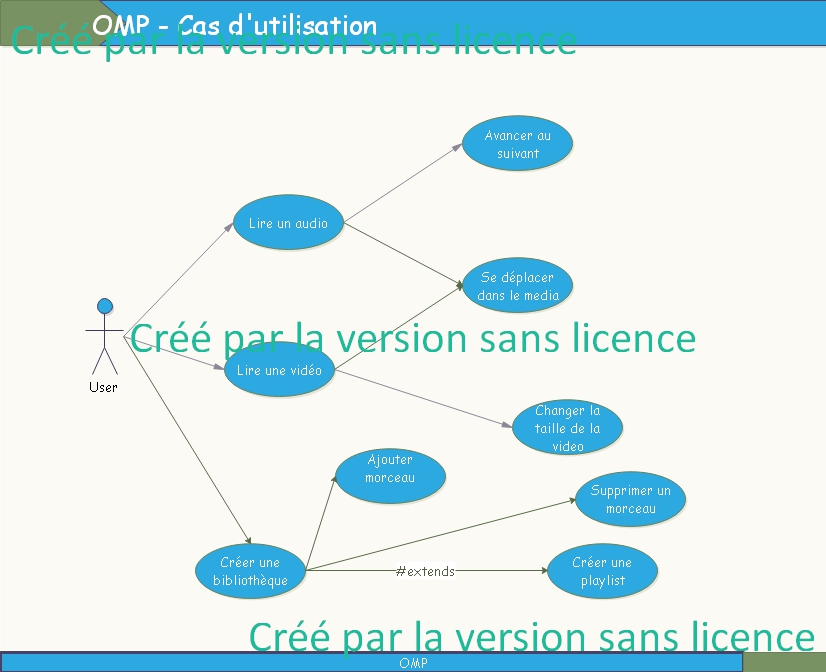 OMP - Cas d'utilisation
Créé par la version sans licence
Avancer au
suivant
Lire un audio
Se déplacer
dans le media
Créé par la version sans licence
Lire une vidéo
User
Changer la
taille de la
video
Ajouter
morceau
Supprimer un
morceau
Créer une
bibliothèque
#extends
Créer une
playlist
Créé par la version sans licence
OMP